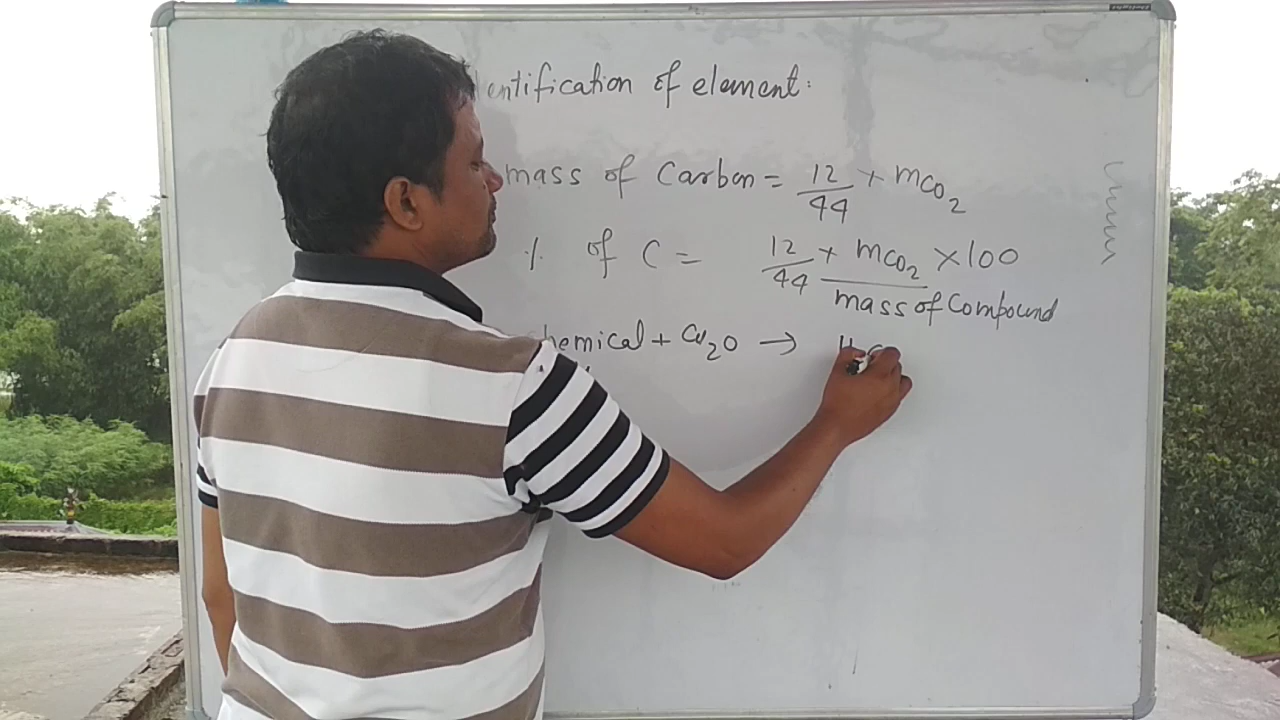 entification of element:
mass of Carbon = 12/44 × mCO2
% of C = 12/44 × mCO2 × 100 / mass of Compound
hemical + Cu2O → H2